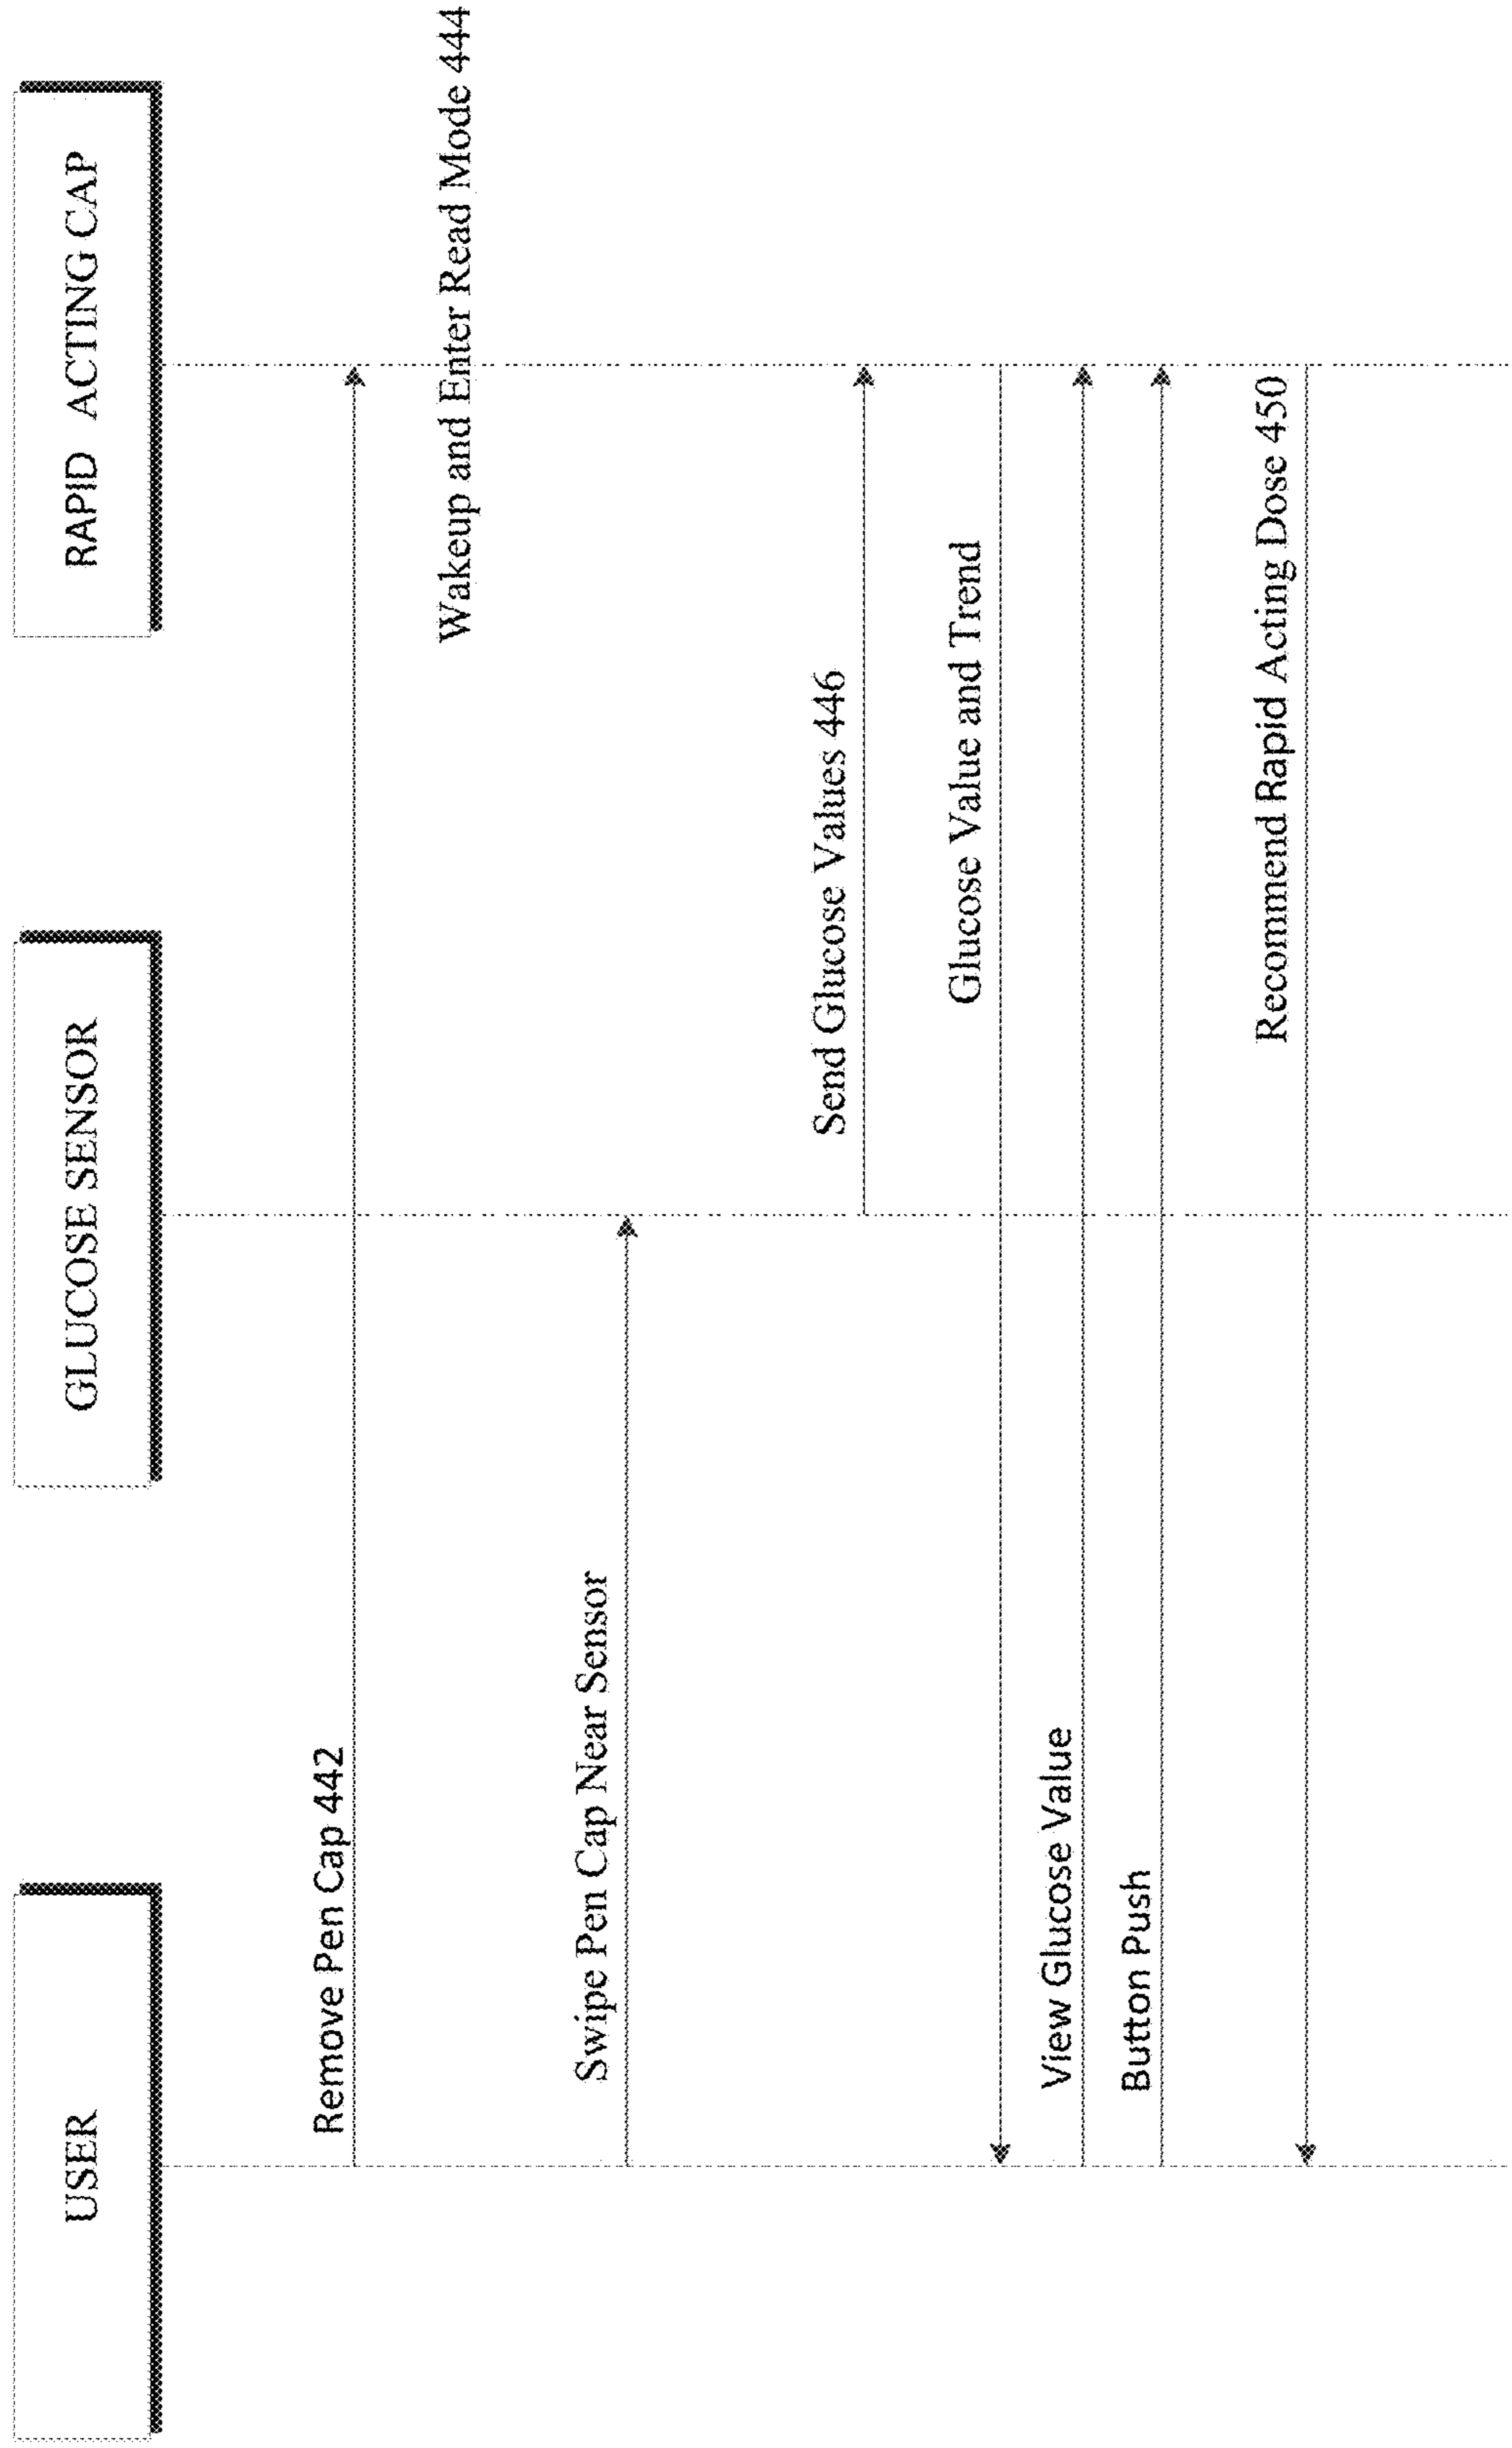 USER
GLUCOSE SENSOR
RAPID ACTING CAP
Remove Pen Cap 442
Wakeup and Enter Read Mode 444
Swipe Pen Cap Near Sensor
Send Glucose Values 446
Glucose Value and Trend
View Glucose Value
Button Push
Recommend Rapid Acting Dose 450